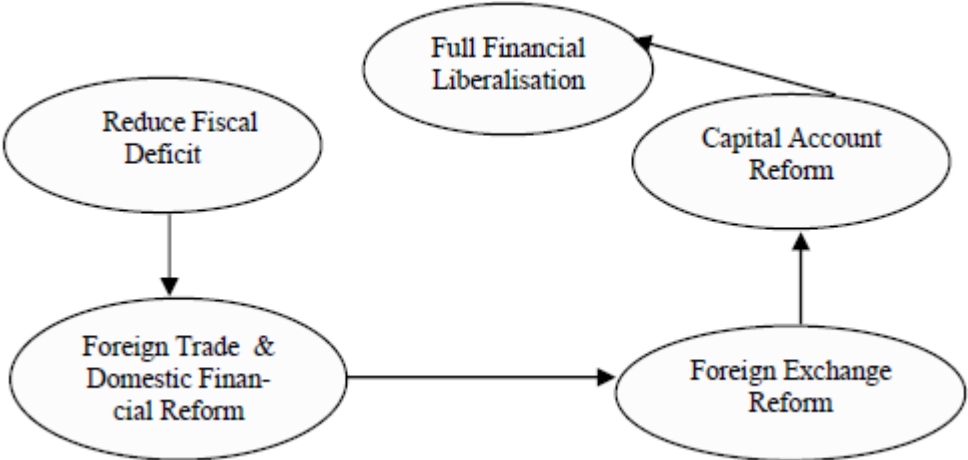 Full Financial
Liberalisation
Reduce Fiscal
Deficit
Capital Account
Reform
Foreign Trade &
Domestic Finan-
cial Reform
Foreign Exchange
Reform